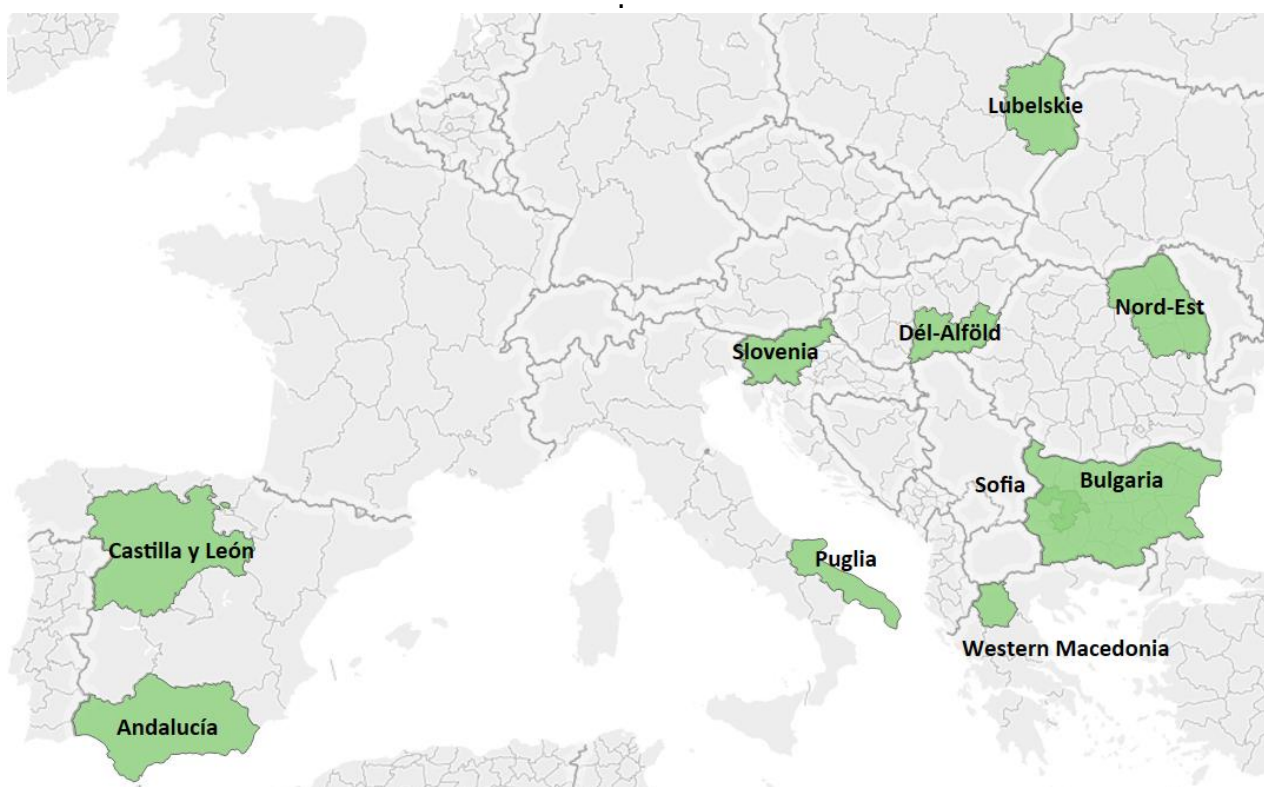 Lubelskie
Nord-Est
Dél-Alföld
Slovenia
Sofia
Bulgaria
Castilla y León
Puglia
Western Macedonia
Andalucía